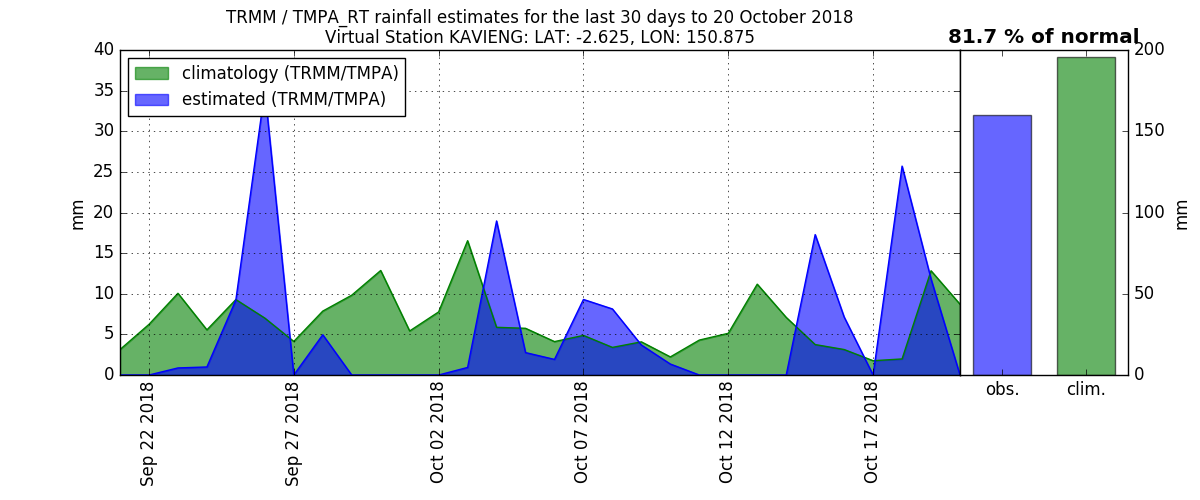 TRMM / TMPA_RT rainfall estimates for the last 30 days to 20 October 2018
Virtual Station KAVIENG: LAT: -2.625, LON: 150.875
81.7 % of normal
climatology (TRMM/TMPA)
estimated (TRMM/TMPA)
40
35
30
25
20
15
10
5
0
mm
Sep 22 2018
Sep 27 2018
Oct 02 2018
Oct 07 2018
Oct 12 2018
Oct 17 2018
obs.
clim.
200
150
100
50
0
mm